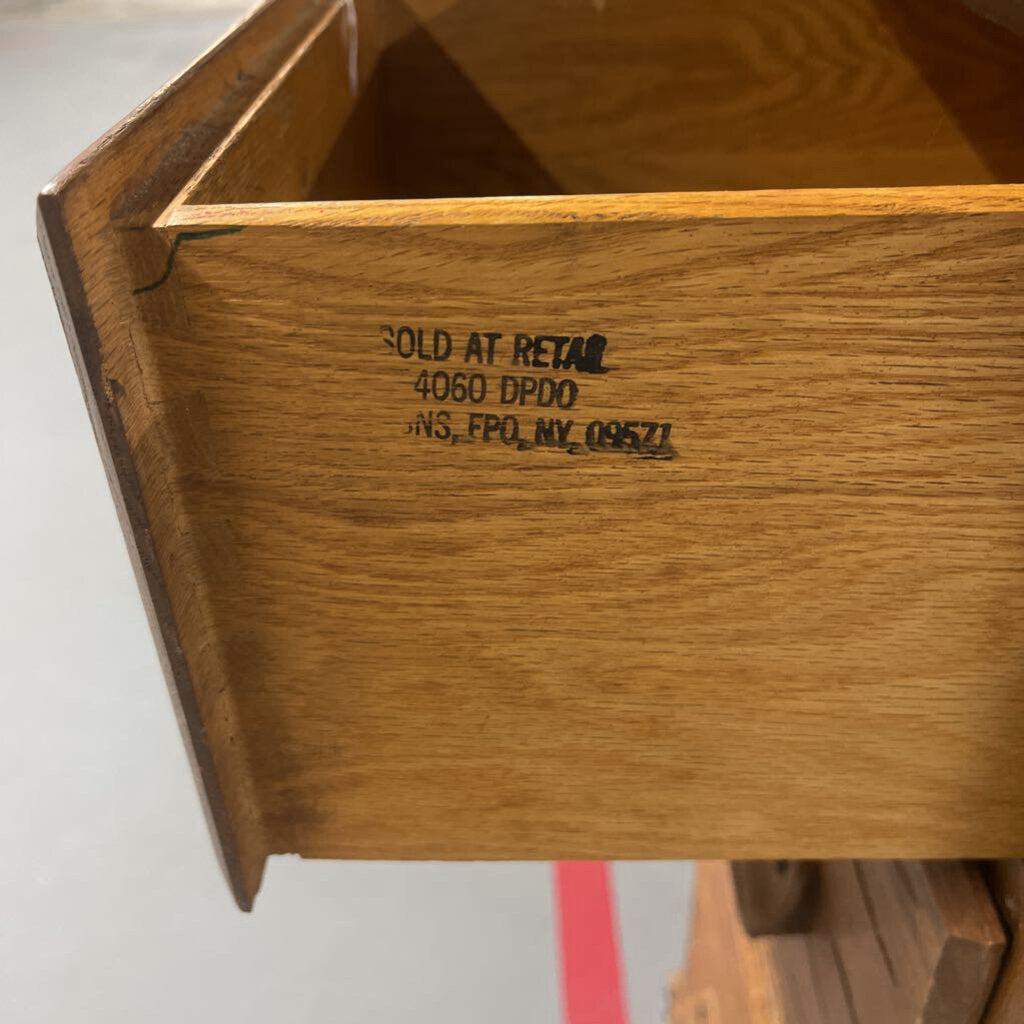 SOLD AT RETAIL
4060 DPDO
NS, FPO, NY 09571